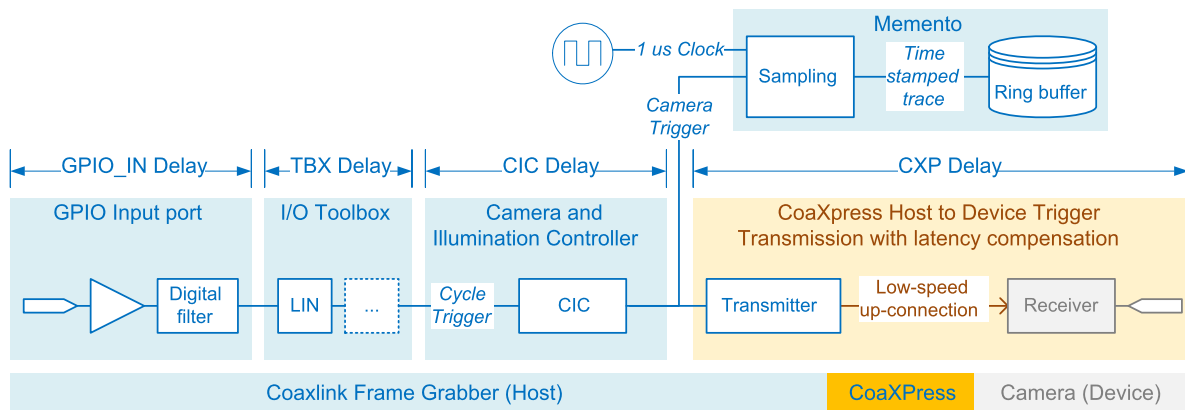 Memento
1 us Clock
Sampling
Time
stamped
trace
Ring buffer
Camera
Trigger
GPIO_IN Delay
TBX Delay
CIC Delay
CXP Delay
GPIO Input port
I/O Toolbox
Camera and
Illumination Controller
CoaXpress Host to Device Trigger
Transmission with latency compensation
Digital
filter
LIN
...
Cycle
Trigger
CIC
Transmitter
Low-speed
up-connection
Receiver
Coaxlink Frame Grabber (Host)
CoaXPress
Camera (Device)